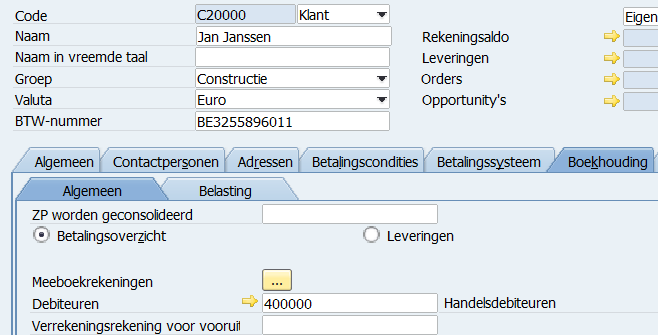 Code C20000 Klant Eigen
Naam Jan Janssen Rekeningsaldo
Naam in vreemde taal Leveringen
Groep Constructie Orders
Valuta Euro Opportunity's
BTW-nummer BE3255896011
Algemeen Contactpersonen Adressen Betalingscondities Betalingssysteem Boekhouding
Algemeen Belasting
ZP worden geconsolideerd
Betalingsoverzicht Leveringen
Meeboekrekeningen ...
Debiteuren 400000 Handelsdebiteuren
Verrekeningsrekening voor vooruit